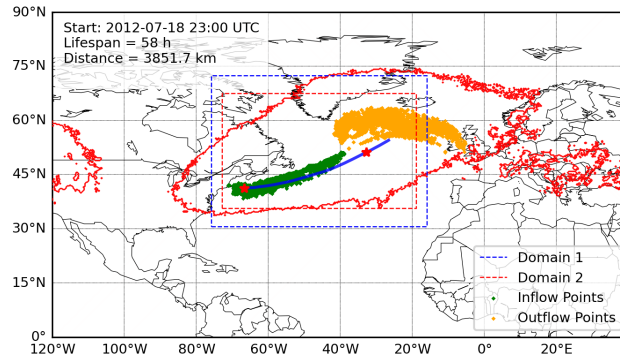 90°N
75°N
60°N
45°N
30°N
15°N
0°
Start: 2012-07-18 23:00 UTC
Lifespan = 58 h
Distance = 3851.7 km
Domain 1
Domain 2
Inflow Points
Outflow Points
120°W 100°W 80°W 60°W 40°W 20°W 0° 20°E